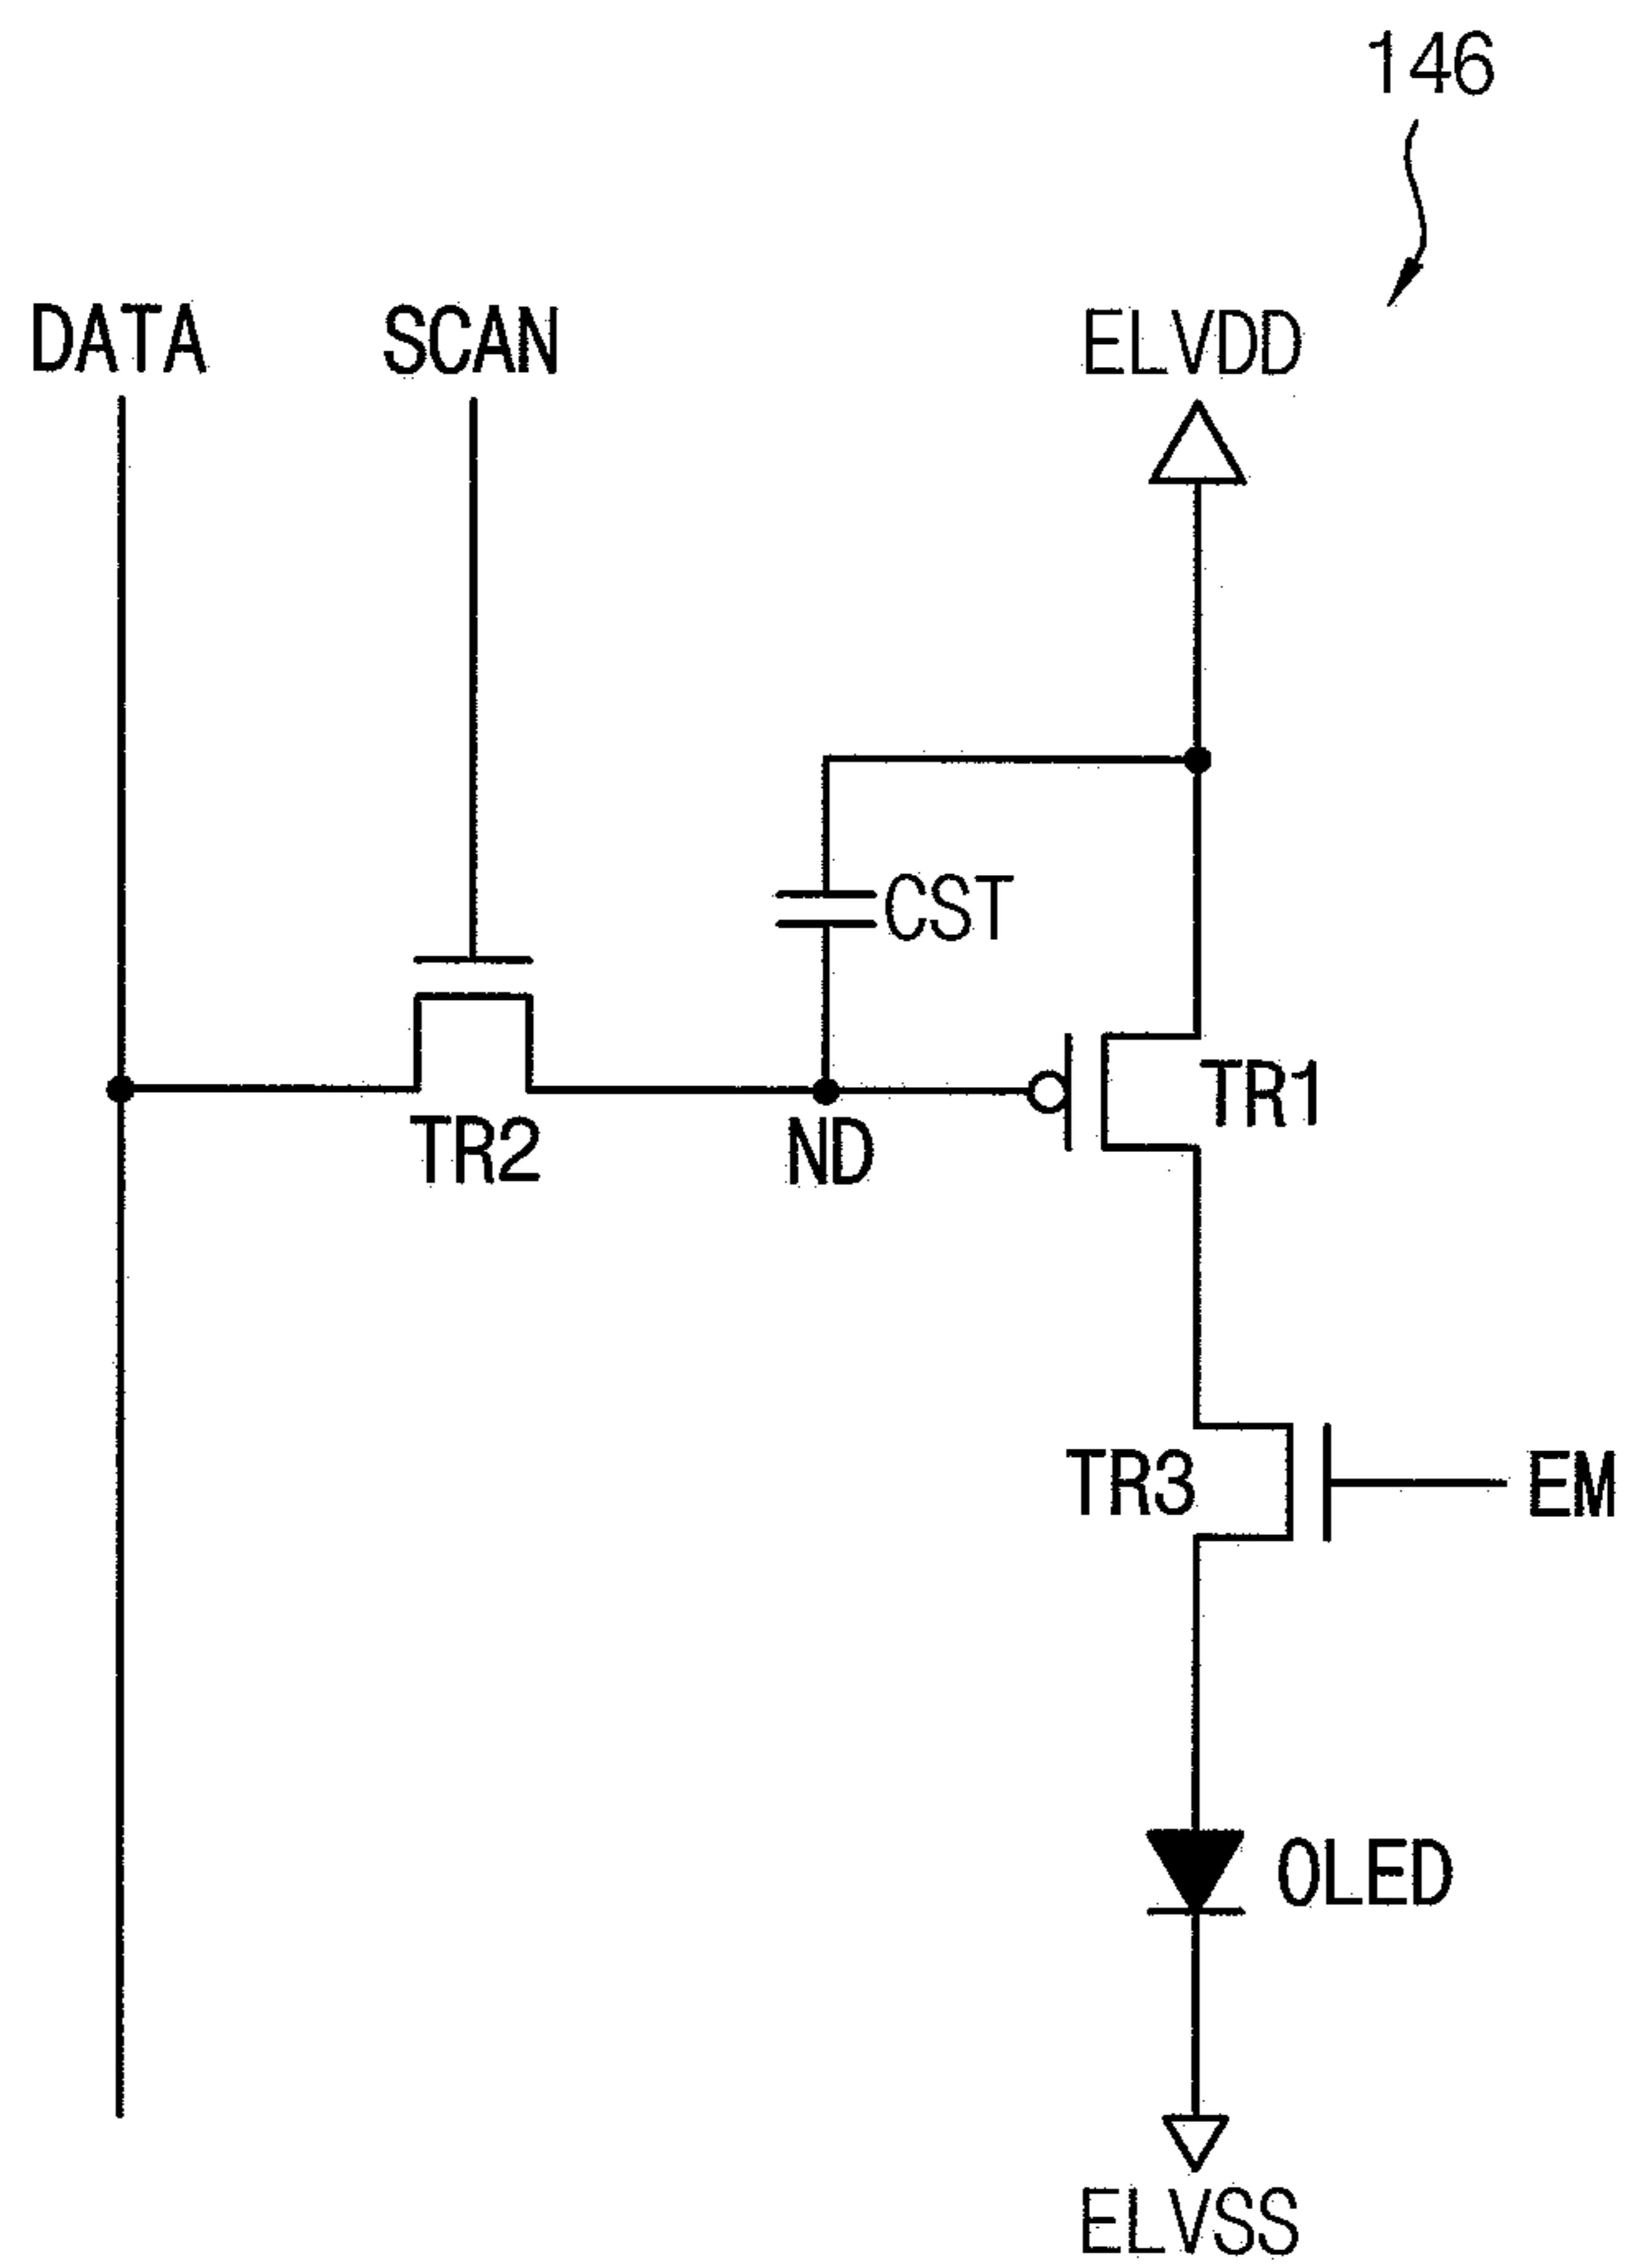 146
DATA
SCAN
ELVDD
CST
TR1
TR2
ND
TR3
EM
OLED
ELVSS